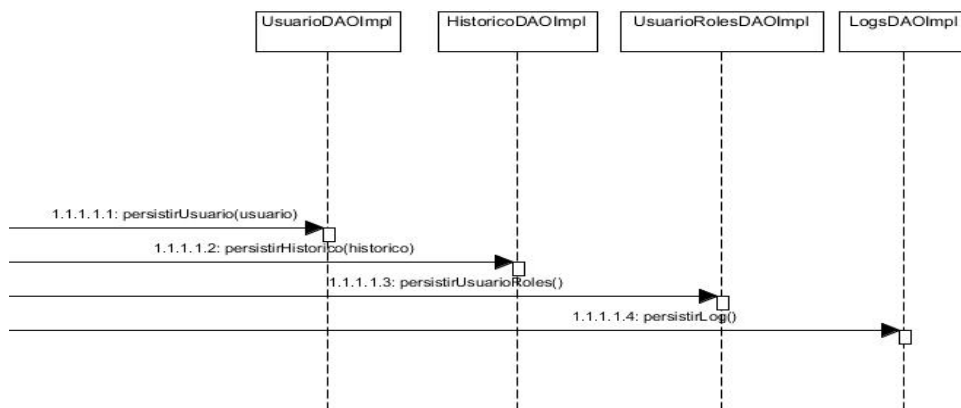 UsuarioDAOImpl
HistoricoDAOImpl
UsuarioRolesDAOImpl
LogsDAOImpl
1.1.1.1.1: persistirUsuario(usuario)
1.1.1.1.2: persistirHistorico(historico)
1.1.1.1.3: persistirUsuarioRoles()
1.1.1.1.4: persistirLog()